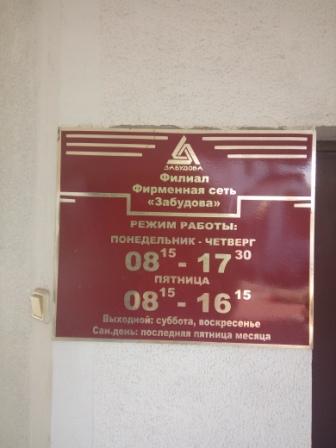 ЗАБУДОВА
Филиал
Фирменная сеть
«Забудова»
РЕЖИМ РАБОТЫ:
ПОНЕДЕЛЬНИК - ЧЕТВЕРГ
08 15 - 17 30
ПЯТНИЦА
08 15 - 16 15
Выходной: суббота, воскресенье
Сан.день: последняя пятница месяца